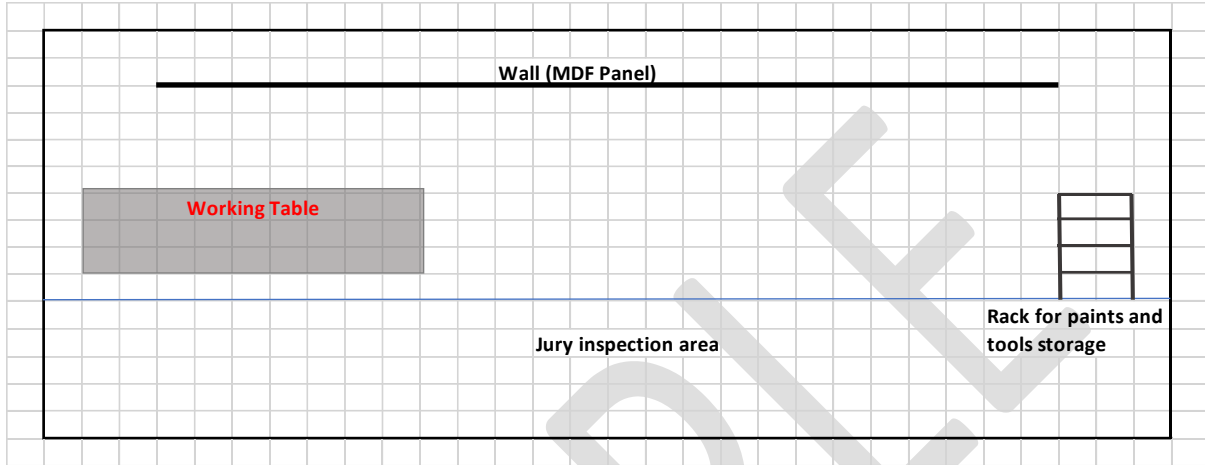 Wall (MDF Panel)
Working Table
Rack for paints and
tools storage
Jury inspection area